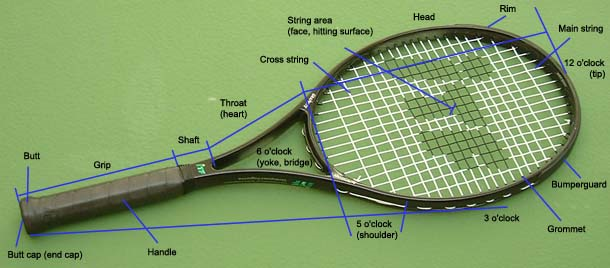 String area
(face, hitting surface)
Head
Rim
Main string
Cross string
12 o'clock
(tip)
Throat
(heart)
Shaft
6 o'clock
(yoke, bridge)
Grip
Butt
Bumperguard
5 o'clock
(shoulder)
3 o'clock
Grommet
Butt cap (end cap)
Handle